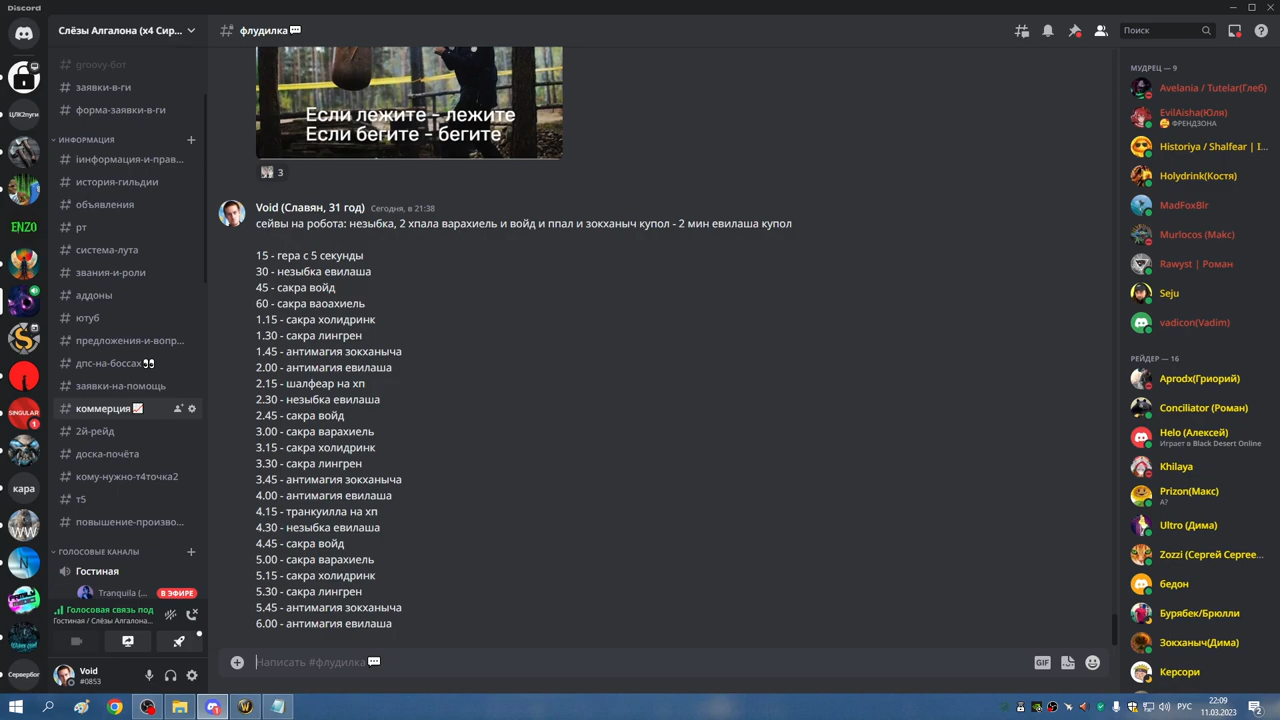 Discord
Слёзы Алгалона (x4 Сир...
groovy-бот
заявки-в-ги
форма-заявки-в-ги
ИНФОРМАЦИЯ
информация-и-прав...
история-гильдии
объявления
рт
система-лута
звания-и-роли
аддоны
ютуб
предложения-и-вопр...
дпс-на-боссах👀
заявки-на-помощь
коммерция📈
2й-рейд
доска-почёта
кому-нужно-т4точка2
т5
повышение-произво...
ГОЛОСОВЫЕ КАНАЛЫ
Гостиная
Tranquila (...
В ЭФИРЕ
Голосовая связь под
Гостиная / Слёзы Алгалона...
Void
#0853
ЦЛК2пуги
ENZO
SINGULAR
1
кара
WW
Сервербог
флудилка💬
Поиск
Если лежите - лежите
Если бегите - бегите
3
Void (Славян, 31 год) Сегодня, в 21:38
сейвы на робота: незыбка, 2 хпала варахиель и войд и ппал и зокханыч купол - 2 мин евилаша купол
15 - гера с 5 секунды
30 - незыбка евилаша
45 - сакра войд
60 - сакра ваоахиель
1.15 - сакра холидринк
1.30 - сакра лингрен
1.45 - антимагия зокханыча
2.00 - антимагия евилаша
2.15 - шалфеар на хп
2.30 - незыбка евилаша
2.45 - сакра войд
3.00 - сакра варахиель
3.15 - сакра холидринк
3.30 - сакра лингрен
3.45 - антимагия зокханыча
4.00 - антимагия евилаша
4.15 - транкуилла на хп
4.30 - незыбка евилаша
4.45 - сакра войд
5.00 - сакра варахиель
5.15 - сакра холидринк
5.30 - сакра лингрен
5.45 - антимагия зокханыча
6.00 - антимагия евилаша
Написать #флудилка💬
GIF
МУДРЕЦ — 9
Avelania / Tutelar(Глеб)
EvilAisha(Юля)
ФРЕНДЗОНА
Historiya / Shalfear | I...
Holydrink(Костя)
MadFoxBlr
Murlocos (Макс)
Rawyst | Роман
Seju
vadicon(Vadim)
РЕЙДЕР — 16
Aprodx(Гриорий)
Conciliator (Роман)
Helo (Алексей)
Играет в Black Desert Online
Khilaya
Prizon(Макс)
А?
Ultro (Дима)
Zozzi (Сергей Сергее...
бедон
Бурябек/Брюлли
Зокханыч(Дима)
Керсори
РУС
22:09
11.03.2023
2